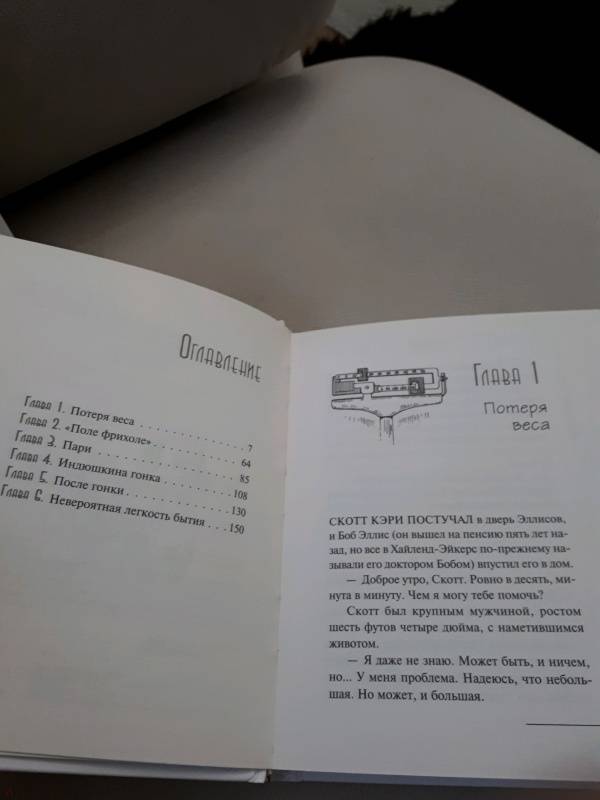 Оглавление
Глава 1. Потеря веса . . . . . . . . . . . . . . 7
Глава 2. «Поле фрихоле» . . . . . . . . . . . 64
Глава 3. Пари . . . . . . . . . . . . . . . . . . . 85
Глава 4. Индюшкина гонка . . . . . . . . . . 108
Глава 5. После гонки . . . . . . . . . . . . . . 130
Глава 6. Невероятная легкость бытия . . . . 150
Глава 1
Потеря
веса
СКОТТ КЭРИ ПОСТУЧАЛ в дверь Эллисов,
и Боб Эллис (он вышел на пенсию пять лет на-
зад, но все в Хайленд-Эйкерс по-прежнему на-
зывали его доктором Бобом) впустил его в дом.
— Доброе утро, Скотт. Ровно в десять, ми-
нута в минуту. Чем я могу тебе помочь?
Скотт был крупным мужчиной, ростом
шесть футов четыре дюйма, с наметившимся
животом.
— Я даже не знаю. Может быть, и ничем,
но... У меня проблема. Надеюсь, что неболь-
шая. Но может, и большая.